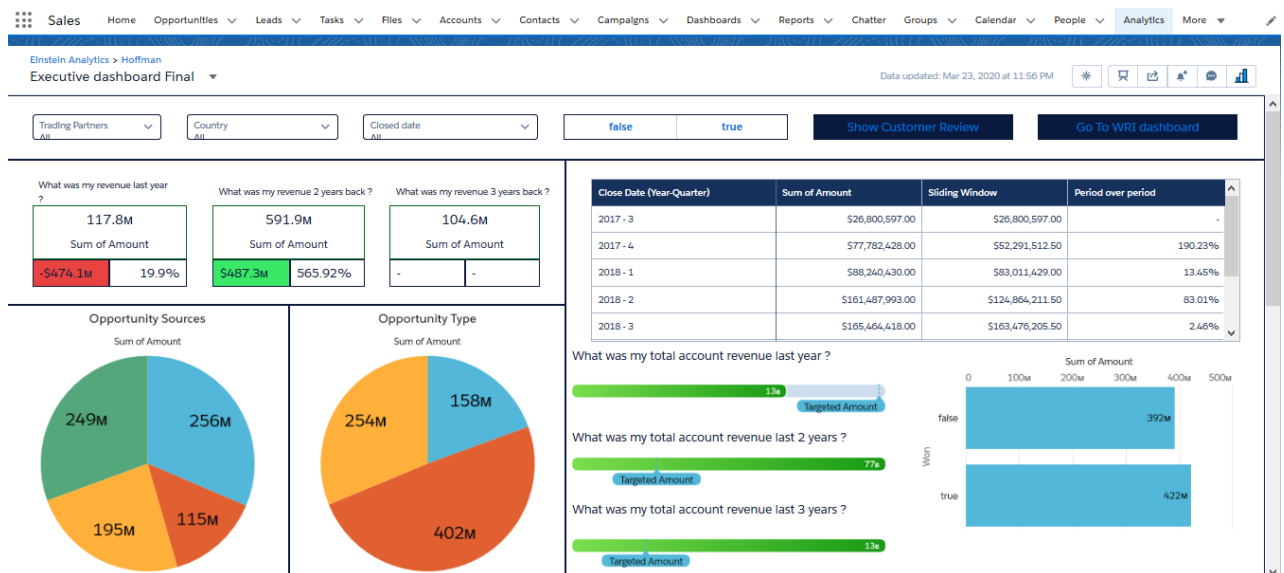 Sales Home Opportunities Leads Tasks Files Accounts Contacts Campaigns Dashboards Reports Chatter Groups Calendar People Analytics More
Einstein Analytics > Hoffman
Executive dashboard Final
Data updated: Mar 23, 2020 at 11:56 PM
Trading Partners
All
Country
All
Closed date
All
false true
Show Customer Review
Go To WRI dashboard
What was my revenue last year
?
117.8M
Sum of Amount
-$474.1M 19.9%
What was my revenue 2 years back ?
591.9M
Sum of Amount
$487.3M 565.92%
What was my revenue 3 years back ?
104.6M
Sum of Amount
- -
Close Date (Year-Quarter) Sum of Amount Sliding Window Period over period
2017 - 3 $26,800,597.00 $26,800,597.00 -
2017 - 4 $77,782,428.00 $52,291,512.50 190.23%
2018 - 1 $88,240,430.00 $83,011,429.00 13.45%
2018 - 2 $161,487,993.00 $124,864,211.50 83.01%
2018 - 3 $165,464,418.00 $163,476,205.50 2.46%
Opportunity Sources
Sum of Amount
249M
256M
195M
115M
Opportunity Type
Sum of Amount
254M
158M
402M
What was my total account revenue last year ?
13B
Targeted Amount
What was my total account revenue last 2 years ?
77B
Targeted Amount
What was my total account revenue last 3 years ?
13B
Targeted Amount
Sum of Amount
0 100M 200M 300M 400M 500M
Won
false
392M
true
422M